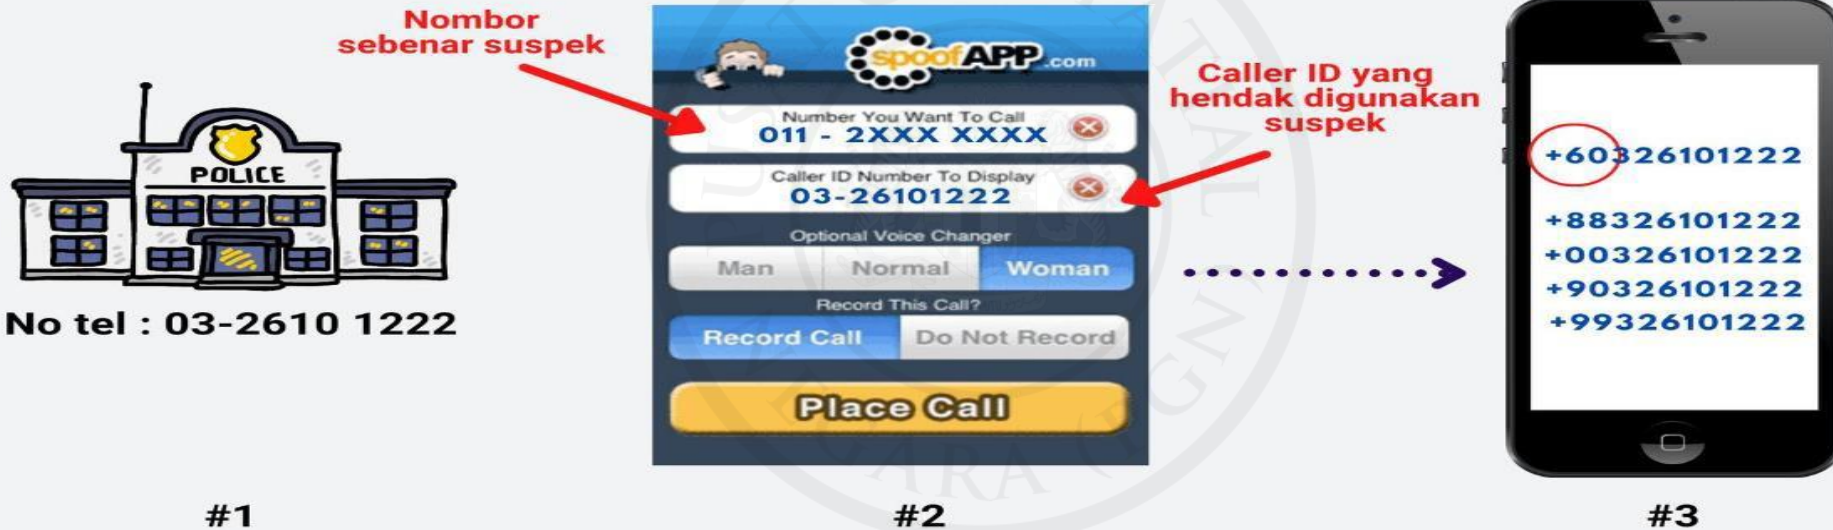 POLICE
No tel : 03-2610 1222
#1
Nombor
sebenar suspek
spoofAPP.com
Number You Want To Call
011 - 2XXX XXXX
Caller ID Number To Display
03-26101222
Optional Voice Changer
Man Normal Woman
Record This Call?
Record Call Do Not Record
Place Call
#2
Caller ID yang
hendak digunakan
suspek
+60326101222
+88326101222
+00326101222
+90326101222
+99326101222
#3